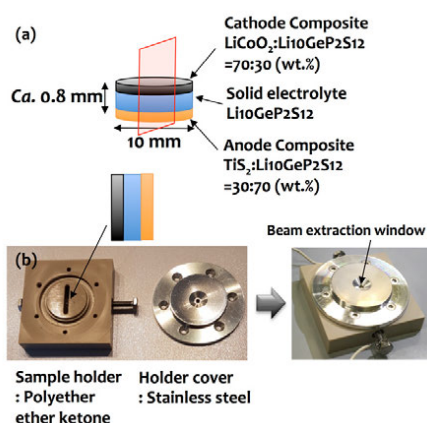 (a)
Cathode Composite
LiCoO₂:Li10GeP2S12
=70:30 (wt.%)
Ca. 0.8 mm
Solid electrolyte
Li10GeP2S12
10 mm
Anode Composite
TiS₂:Li10GeP2S12
=30:70 (wt.%)
Beam extraction window
(b)
Sample holder
: Polyether
ether ketone
Holder cover
: Stainless steel